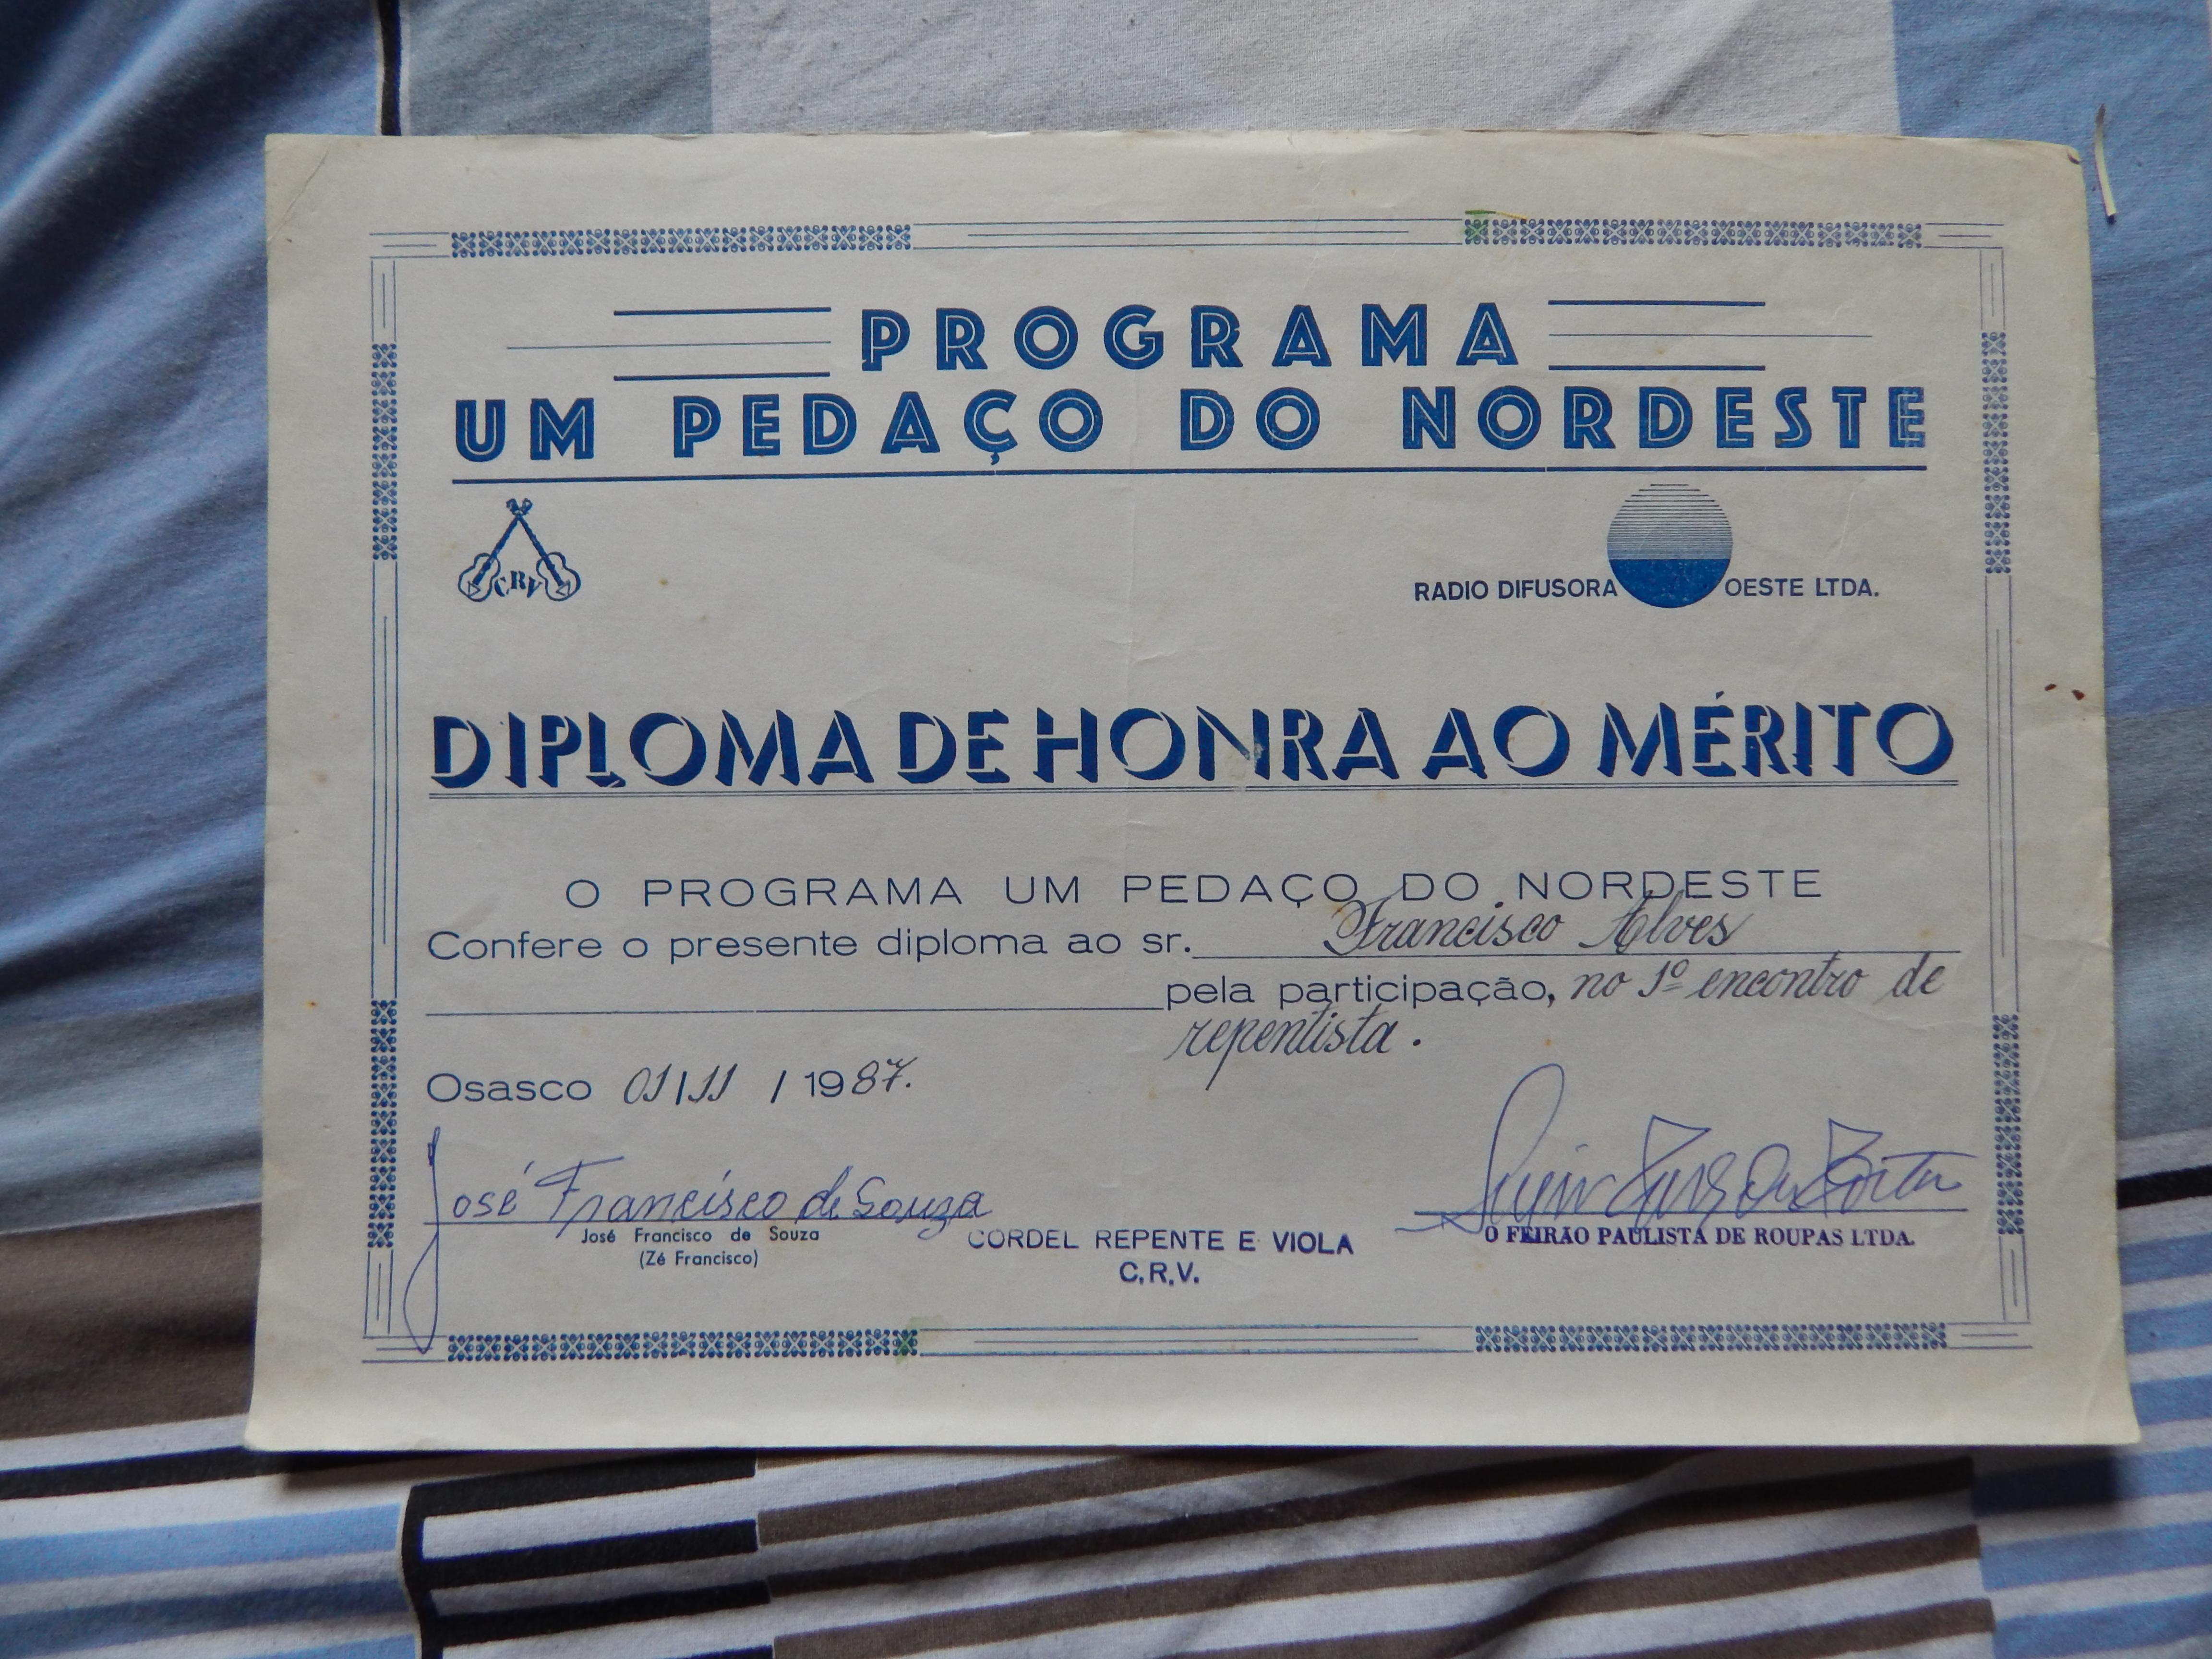 PROGRAMA
UM PEDAÇO DO NORDESTE
CRV
RADIO DIFUSORA OESTE LTDA.
DIPLOMA DE HONRA AO MÉRITO
O PROGRAMA UM PEDAÇO DO NORDESTE
Confere o presente diploma ao sr. Francisco Alves
pela participação, no 1º encontro de
repentista.
Osasco 01/11/1987.
José Francisco de Souza
José Francisco de Souza
(Zé Francisco)
CORDEL REPENTE E VIOLA
C.R.V.
O FEIRÃO PAULISTA DE ROUPAS LTDA.